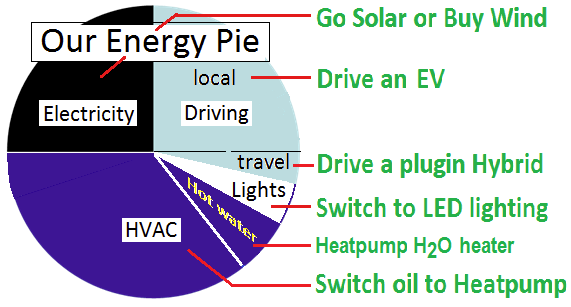 Our Energy Pie
Go Solar or Buy Wind
local
Drive an EV
Electricity
Driving
travel
Drive a plugin Hybrid
Lights
Switch to LED lighting
Hot water
HVAC
Heatpump H2O heater
Switch oil to Heatpump